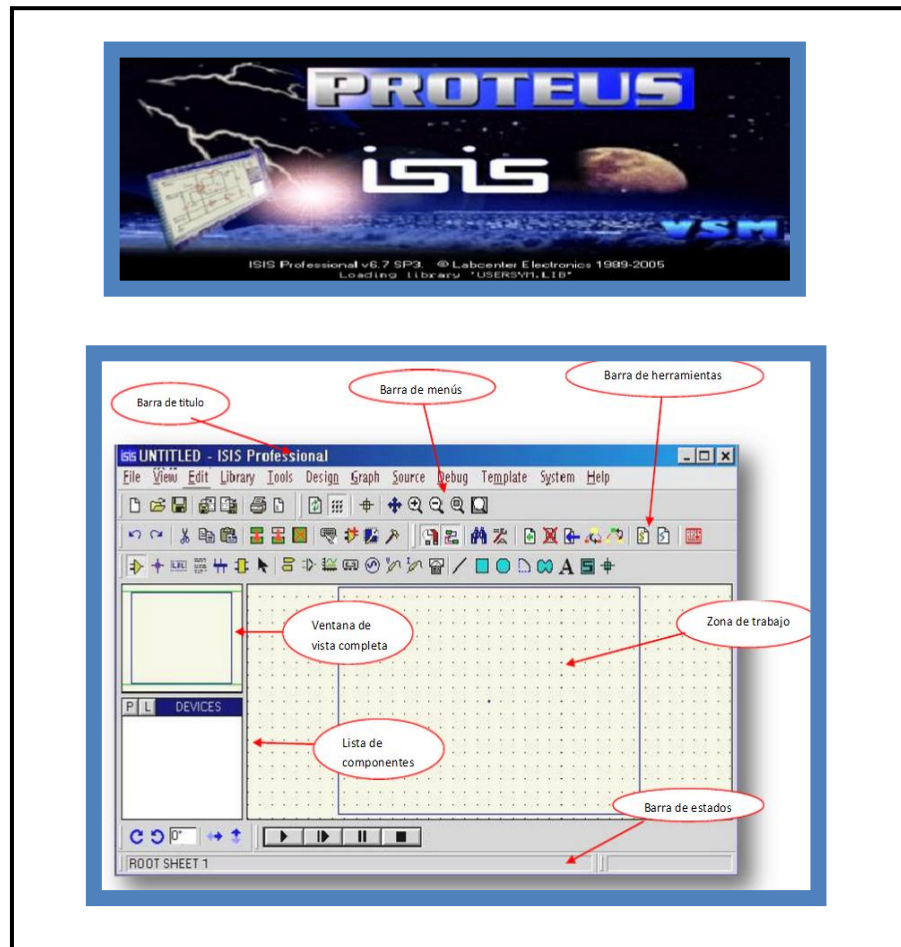 PROTEUS
isis
VSM
ISIS Professional v6.7 SP3. © Labcenter Electronics 1989-2005
Loading library 'USERSYM.LIB'
Barra de título
Barra de menús
Barra de herramientas
isis UNTITLED - ISIS Professional
File View Edit Library Tools Design Graph Source Debug Template System Help
LBL
A
S
Ventana de
vista completa
Zona de trabajo
P L DEVICES
Lista de
componentes
Barra de estados
0°
ROOT SHEET 1